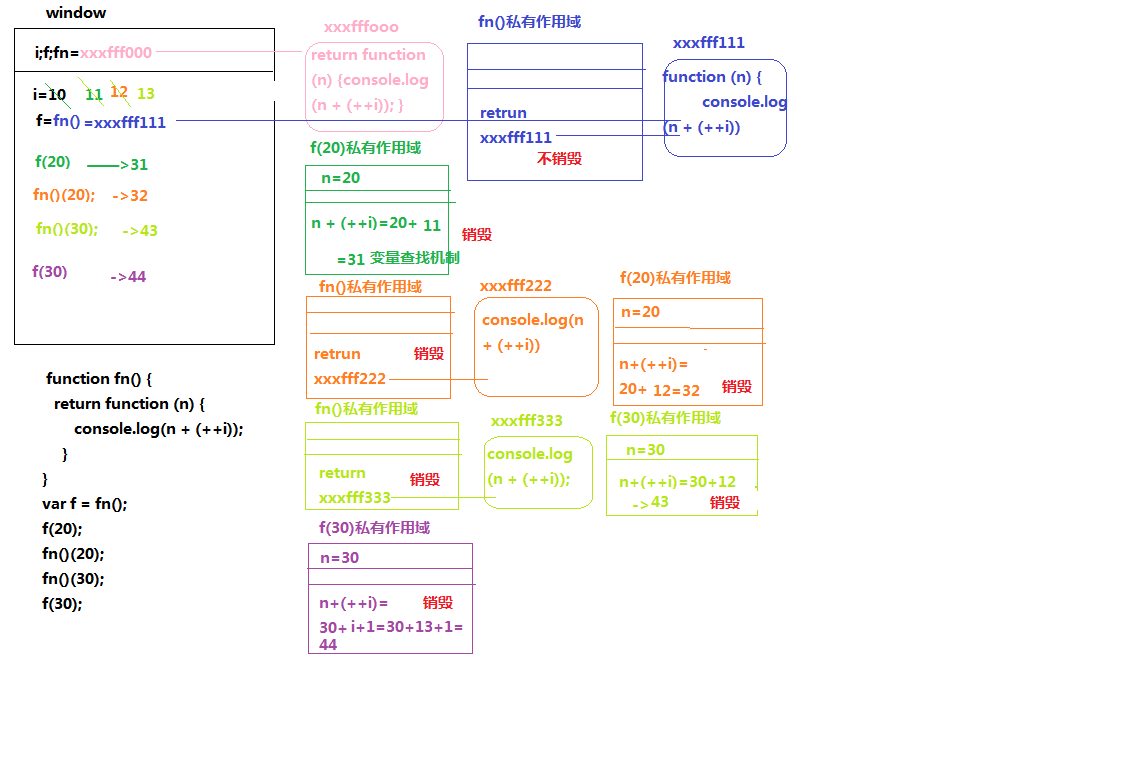 window
i;f;fn=xxxfff000
i=10 11 12 13
f=fn() =xxxfff111
f(20) ——>31
fn()(20); ->32
fn()(30); ->43
f(30) ->44
function fn() {
return function (n) {
console.log(n + (++i));
}
}
var f = fn();
f(20);
fn()(20);
fn()(30);
f(30);
xxxfffooo
return function
(n) {console.log
(n + (++i)); }
fn()私有作用域
retrun
xxxfff111
不销毁
xxxfff111
function (n) {
console.log
(n + (++i))
f(20)私有作用域
n=20
n + (++i)=20+ 11
=31 变量查找机制
销毁
fn()私有作用域
retrun 销毁
xxxfff222
xxxfff222
console.log(n
+ (++i))
f(20)私有作用域
n=20
n+(++i)=
20+ 12=32 销毁
fn()私有作用域
return 销毁
xxxfff333
xxxfff333
console.log
(n + (++i));
f(30)私有作用域
n=30
n+(++i)=30+12
->43 销毁
f(30)私有作用域
n=30
n+(++i)= 销毁
30+ i+1=30+13+1=
44